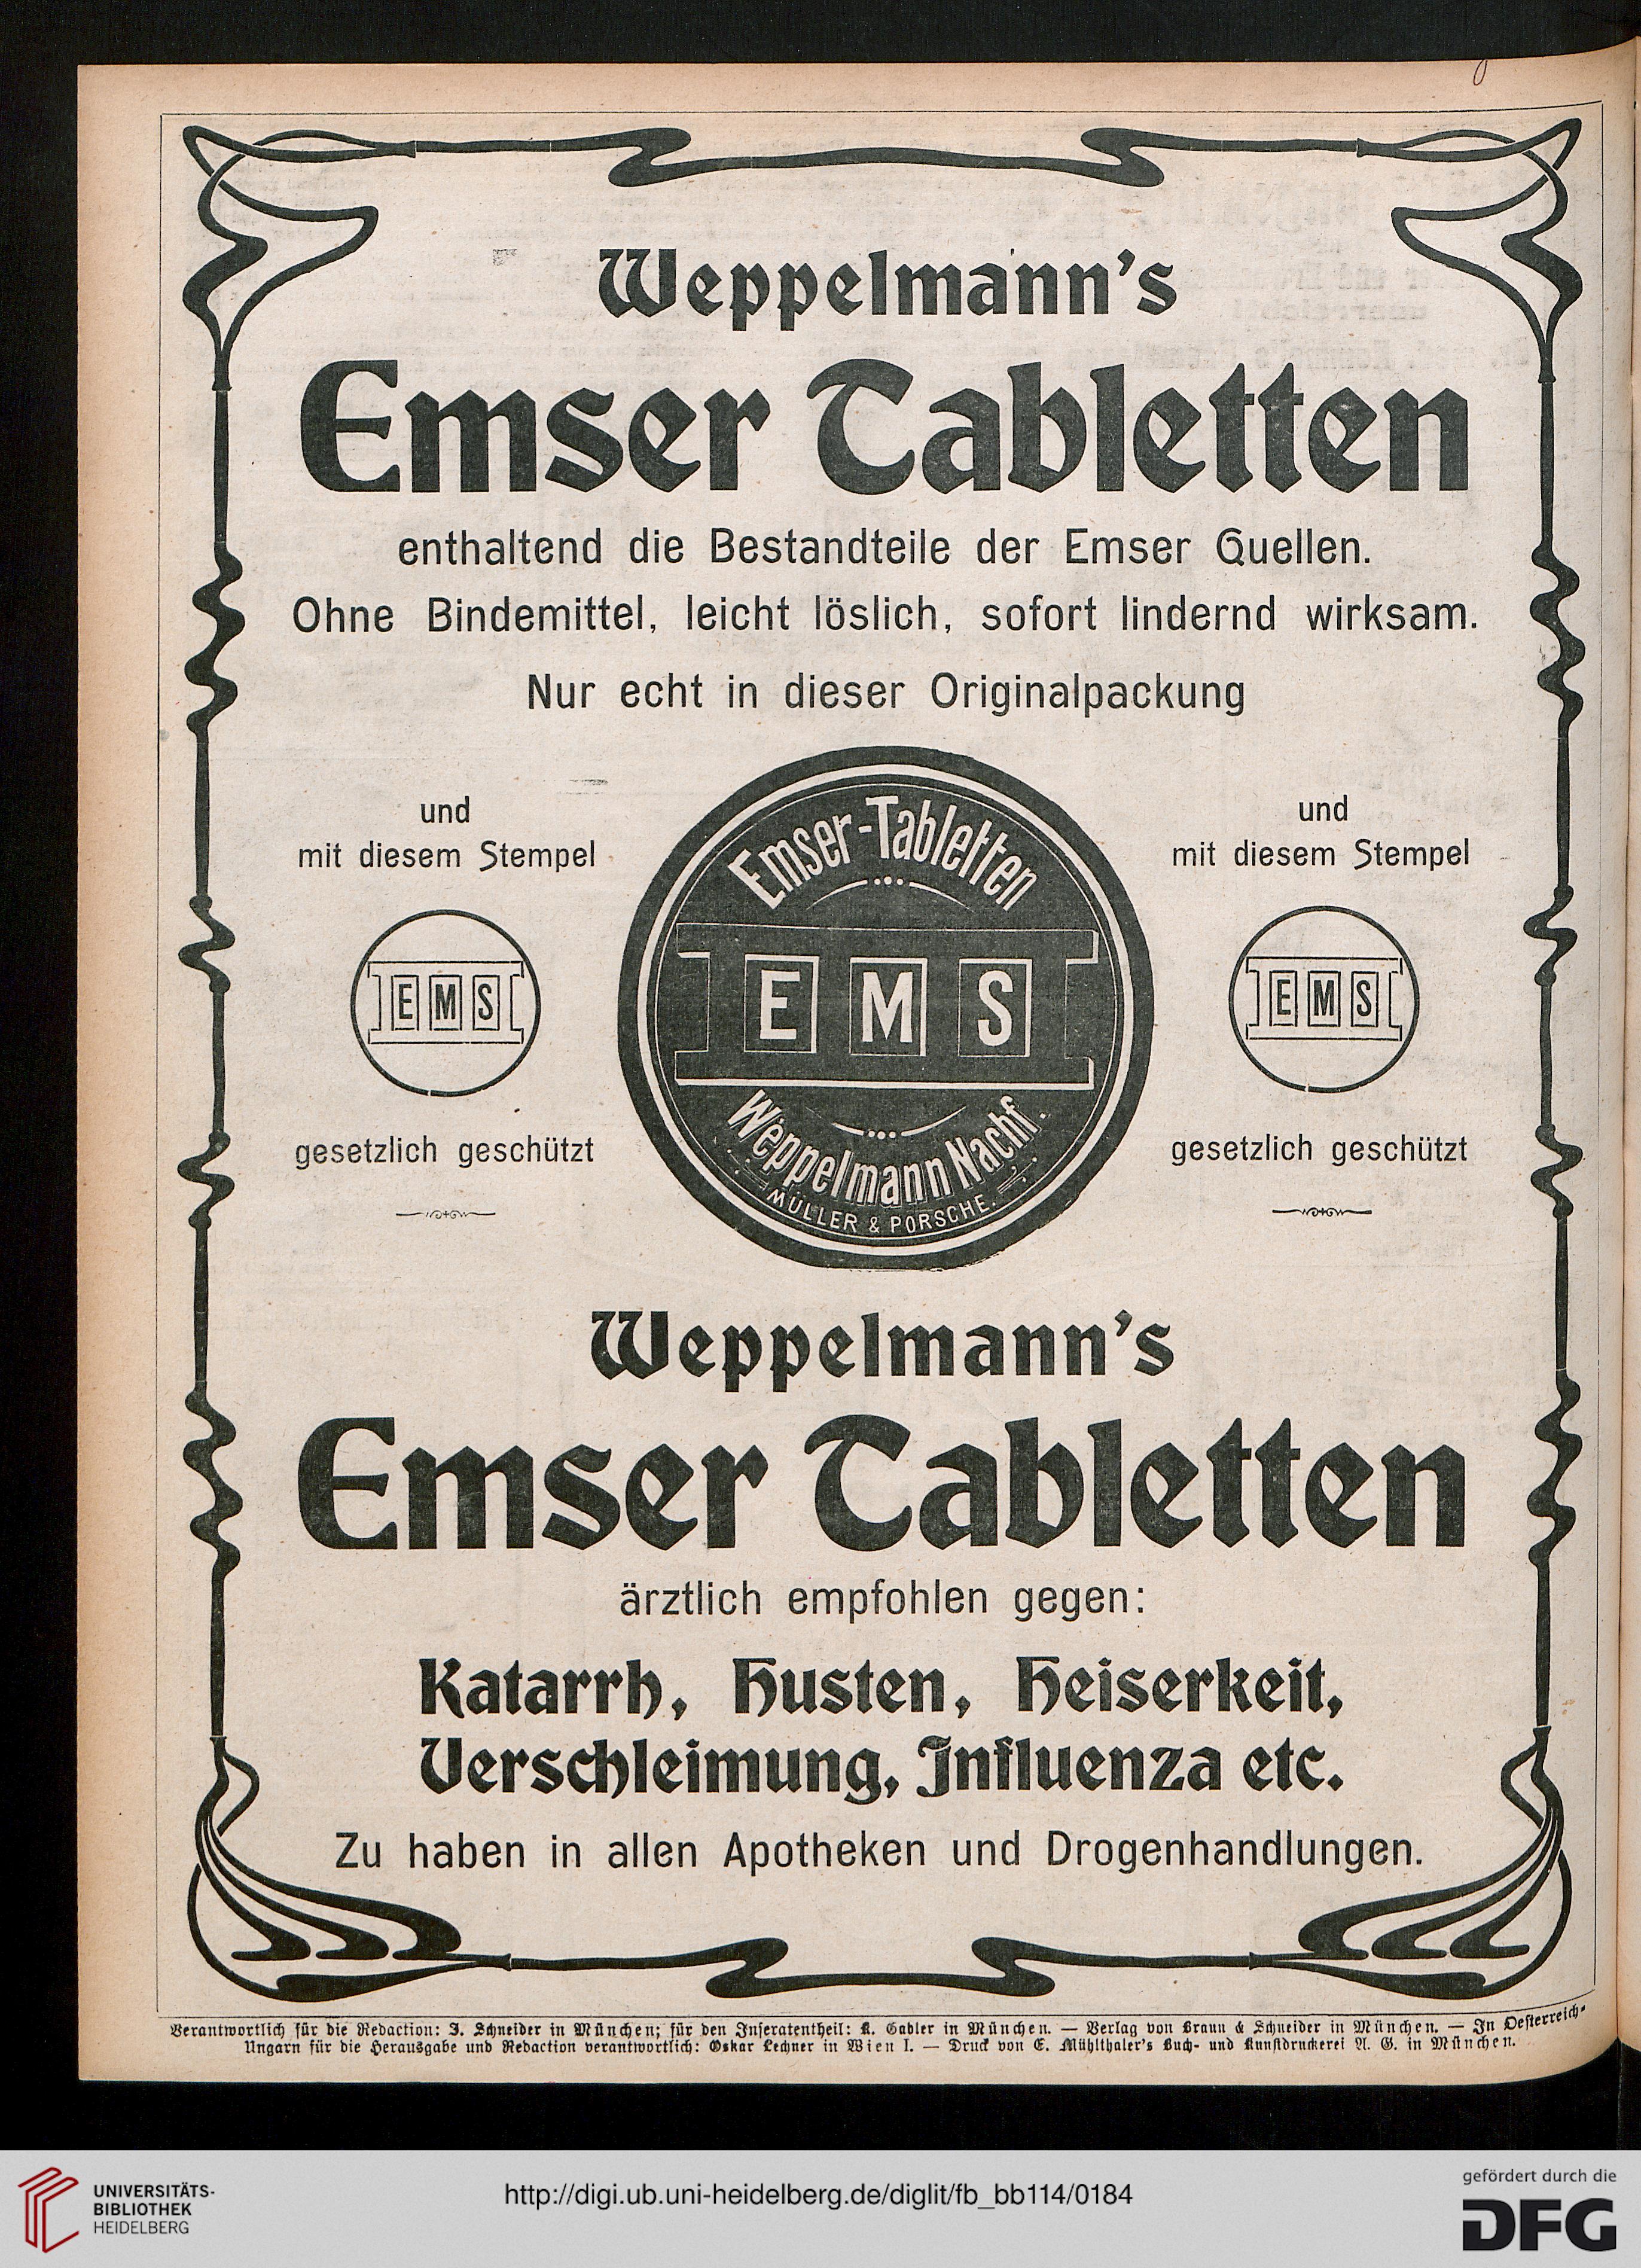 Weppelmann's
Emser Tabletten
enthaltend die Bestandteile der Emser Quellen.
Ohne Bindemittel, leicht löslich, sofort lindernd wirksam.
Nur echt in dieser Originalpackung
und
mit diesem Stempel
EMS
gesetzlich geschützt
Emser-Tabletten
EMS
Weppelmann Nachf.
MÜLLER & PORSCHE.
und
mit diesem Stempel
EMS
gesetzlich geschützt
Weppelmann's
Emser Tabletten
ärztlich empfohlen gegen:
Katarrh, Husten, Heiserkeit,
Verschleimung, Influenza etc.
Zu haben in allen Apotheken und Drogenhandlungen.
Verantwortlich für die Redaction: J. Schneider in München; für den Inseratentheil: K. Gabler in München. — Verlag von Braun & Schneider in München. — In Oesterreich-
Ungarn für die Herausgabe und Redaction verantwortlich: Oskar Lechner in Wien I. — Druck von E. Mühlthaler's Buch- und Kunstdruckerei A. G. in München.
UNIVERSITÄTS-
BIBLIOTHEK
HEIDELBERG
http://digi.ub.uni-heidelberg.de/diglit/fb_bb114/0184
gefördert durch die
DFG